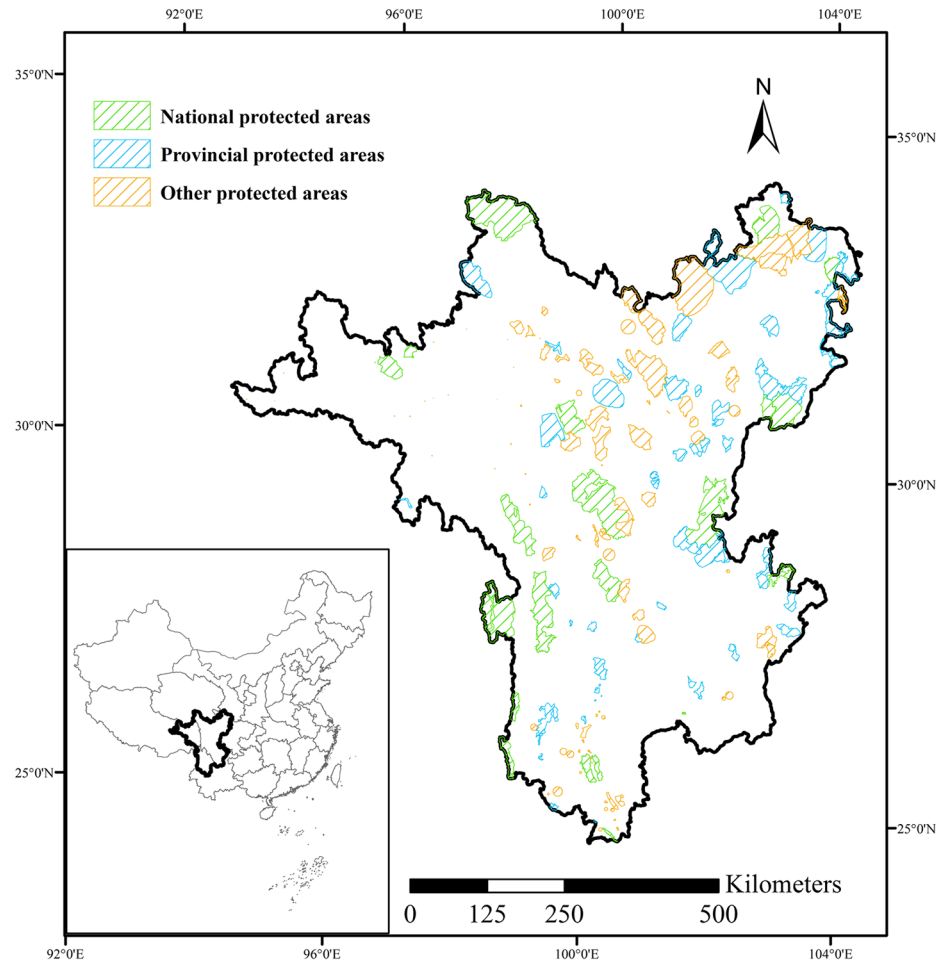 92°0'E 96°0'E 100°0'E 104°0'E
35°0'N
National protected areas
N
35°0'N
Provincial protected areas
Other protected areas
30°0'N
30°0'N
25°0'N
25°0'N
Kilometers
0 125 250 500
92°0'E 96°0'E 100°0'E 104°0'E